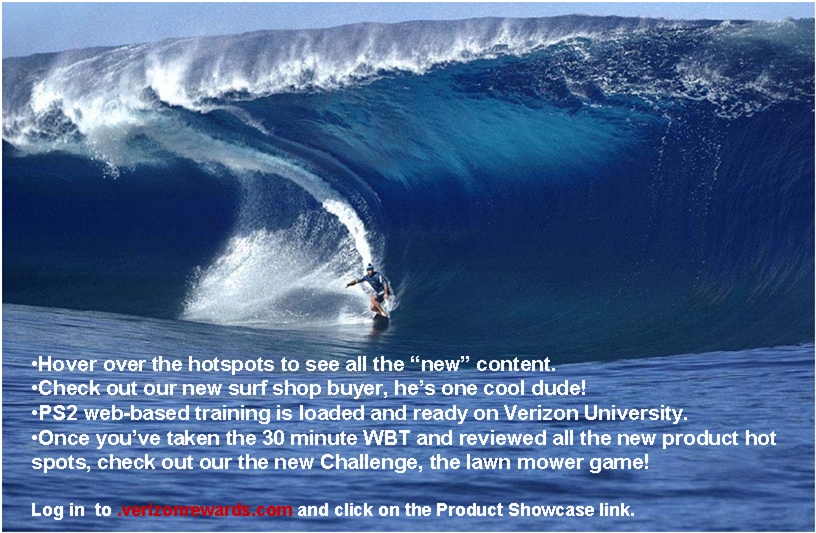 •Hover over the hotspots to see all the “new” content.
•Check out our new surf shop buyer, he’s one cool dude!
•PS2 web-based training is loaded and ready on Verizon University.
•Once you’ve taken the 30 minute WBT and reviewed all the new product hot
spots, check out our the new Challenge, the lawn mower game!
Log in to .verizonrewards.com and click on the Product Showcase link.